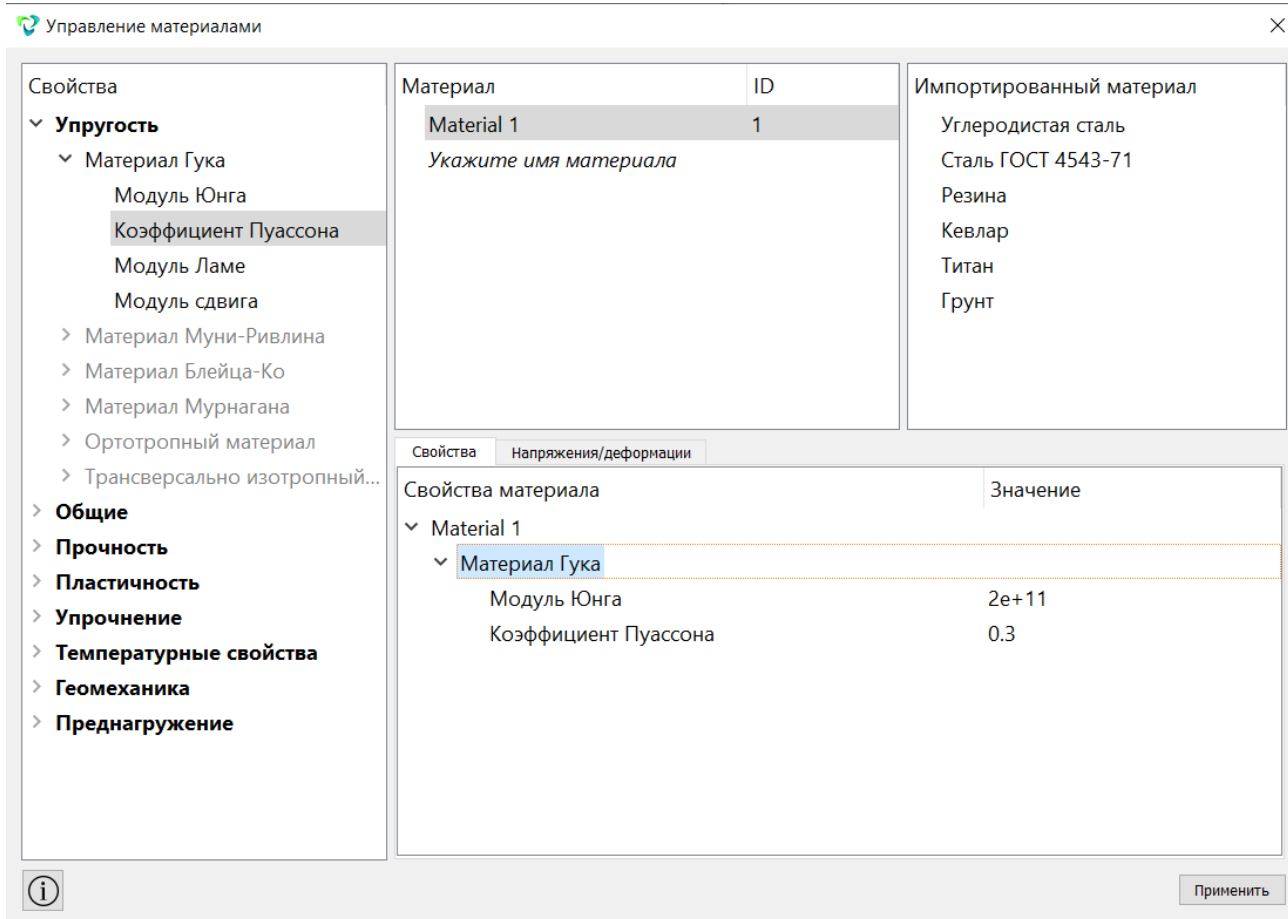 Управление материалами
Свойства
Упругость
Материал Гука
Модуль Юнга
Коэффициент Пуассона
Модуль Ламе
Модуль сдвига
Материал Муни-Ривлина
Материал Блейца-Ко
Материал Мурнагана
Ортотропный материал
Трансверсально изотропный...
Общие
Прочность
Пластичность
Упрочнение
Температурные свойства
Геомеханика
Преднагружение
Материал ID
Material 1 1
Укажите имя материала
Импортированный материал
Углеродистая сталь
Сталь ГОСТ 4543-71
Резина
Кевлар
Титан
Грунт
Свойства Напряжения/деформации
Свойства материала Значение
Material 1
Материал Гука
Модуль Юнга 2e+11
Коэффициент Пуассона 0.3
Применить